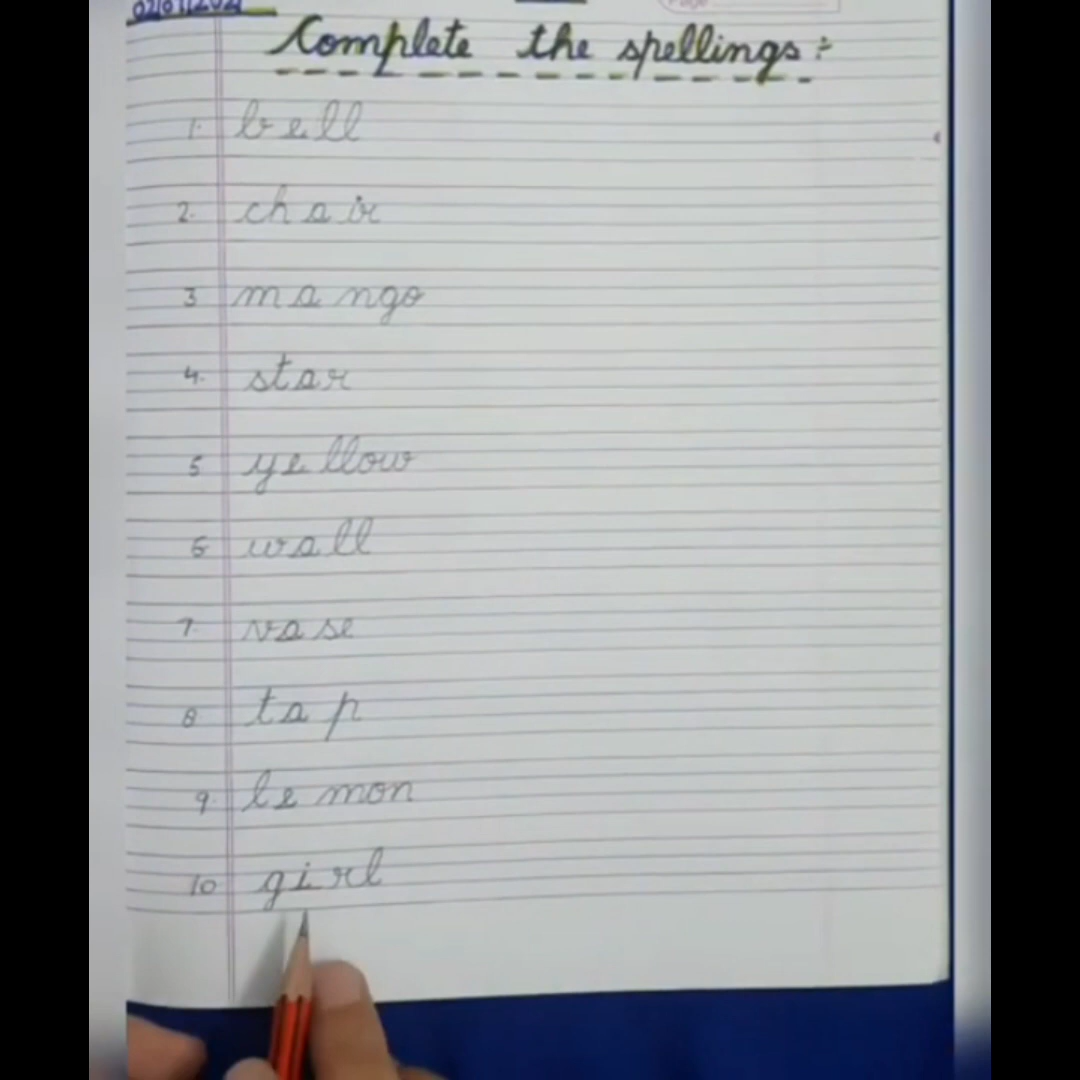 Complete the spellings :-
1. bell
2. chair
3 mango
4. star
5 yellow
6 wall
7. vase
8 tap
9. lemon
10 girl